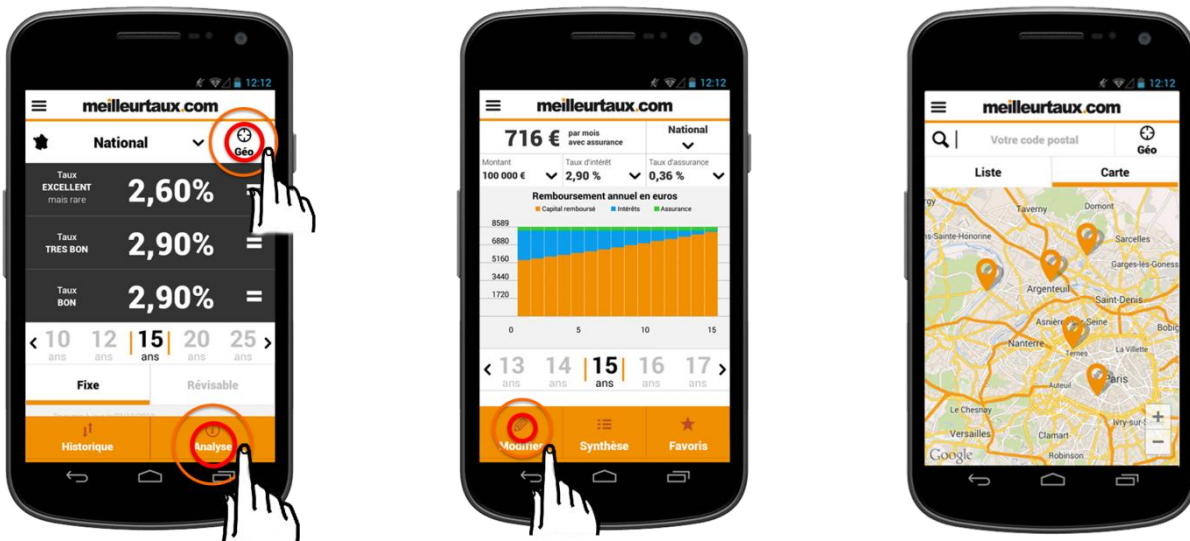 12:12
meilleurtaux.com
National
Géo
Taux
EXCELLENT
mais rare
2,60%
=
Taux
TRES BON
2,90%
=
Taux
BON
2,90%
=
10 12 15 20 25
ans ans ans ans ans
Fixe Révisable
Historique Analyse
12:12
meilleurtaux.com
716 € par mois
avec assurance
National
Montant Taux d'intérêt Taux d'assurance
100 000 € 2,90 % 0,36 %
Remboursement annuel en euros
Capital remboursé Intérêts Assurance
8589
6880
5160
3440
1720
0 5 10 15
13 14 15 16 17
ans ans ans ans ans
Modifier Synthèse Favoris
12:12
meilleurtaux.com
Votre code postal
Géo
Liste Carte
Taverny Domont
Sarcelles
Garges-lès-Goness
Argenteuil
Saint-Denis
Nanterre
Ternes
La Villette
Auteuil
Paris
Le Chesnay
Versailles
Clamart
Ivry-sur-
Google
Robinson
+
−